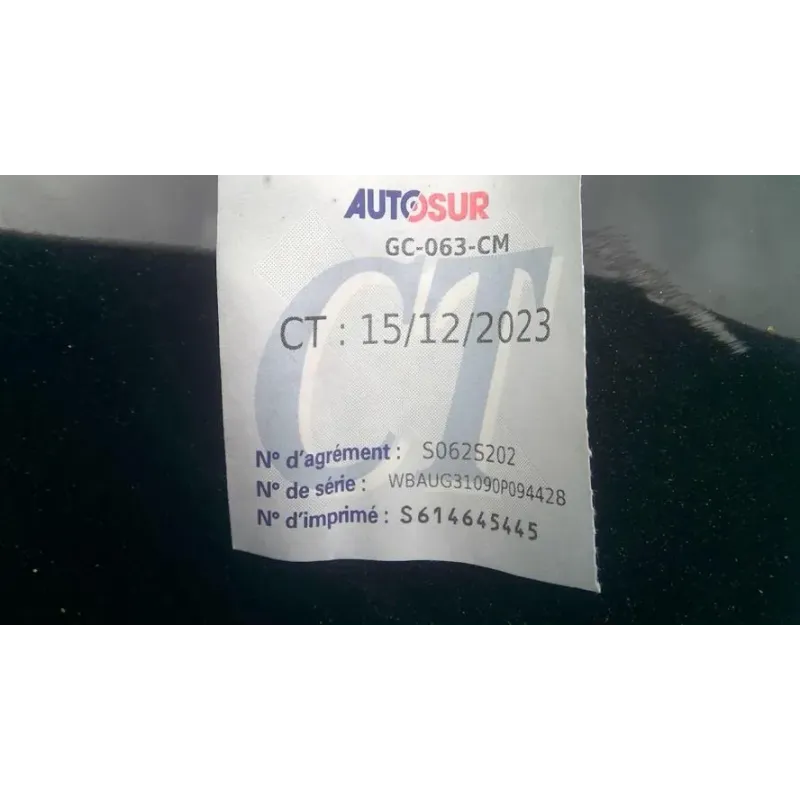 AUTOSUR
GC-063-CM
CT
CT : 15/12/2023
N° d'agrément : S062S202
N° de série : WBAUG31090P094428
N° d'imprimé : S614645445